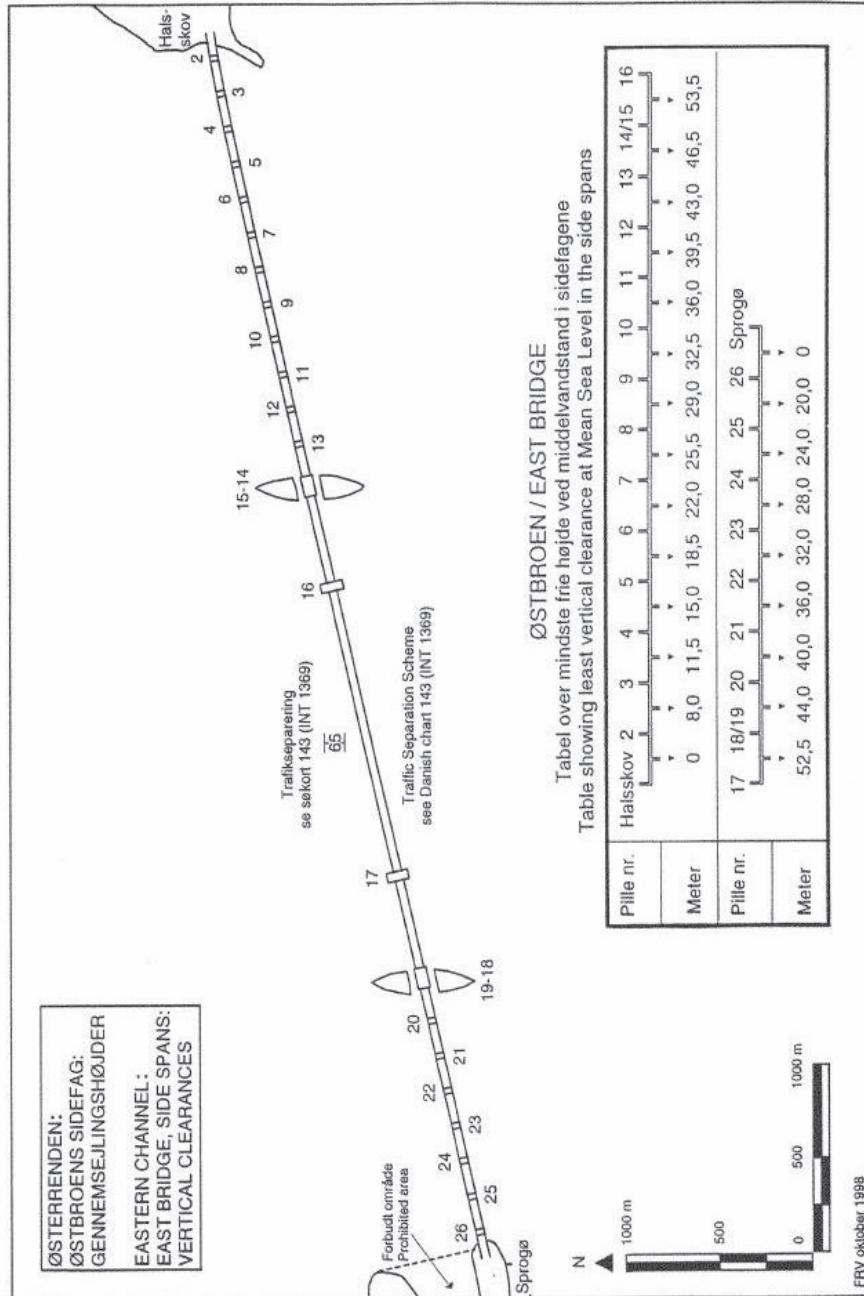 ØSTERRENDEN:
ØSTBROENS SIDEFAG:
GENNEMSEJLINGSHØJDER
EASTERN CHANNEL:
EAST BRIDGE, SIDE SPANS:
VERTICAL CLEARANCES
Forbudt område
Prohibited area
Sprogø
26
25
24
23
22
21
20
19-18
17
Trafikseparering
se søkort 143 (INT 1369)
65
Traffic Separation Scheme
see Danish chart 143 (INT 1369)
16
15-14
13
12
11
10
9
8
7
6
5
4
3
2
Hals-
skov
N
1000 m
500
0
500
1000 m
ØSTBROEN / EAST BRIDGE
Tabel over mindste frie højde ved middelvandstand i sidefagene
Table showing least vertical clearance at Mean Sea Level in the side spans
Pille nr. Halsskov 2 3 4 5 6 7 8 9 10 11 12 13 14/15 16
Meter 0 8,0 11,5 15,0 18,5 22,0 25,5 29,0 32,5 36,0 39,5 43,0 46,5 53,5
Pille nr. 17 18/19 20 21 22 23 24 25 26 Sprogø
Meter 52,5 44,0 40,0 36,0 32,0 28,0 24,0 20,0 0
FRV oktober 1998